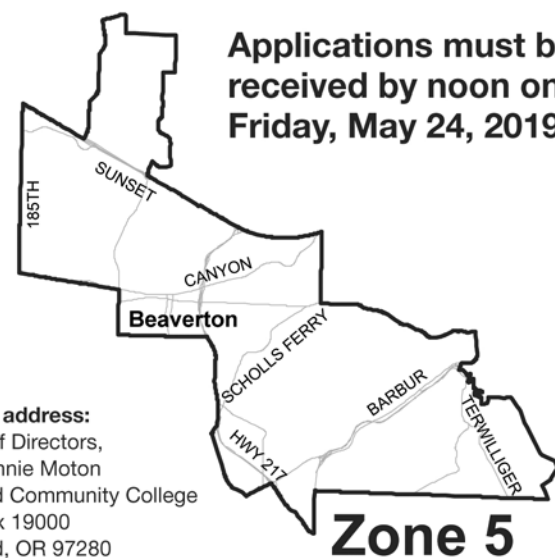 Applications must b
received by noon on
Friday, May 24, 2019
SUNSET
185TH
CANYON
Beaverton
SCHOLLS FERRY
BARBUR
TERWILLIGER
HWY 217
address:
f Directors,
nnie Moton
d Community College
x 19000
d, OR 97280
Zone 5